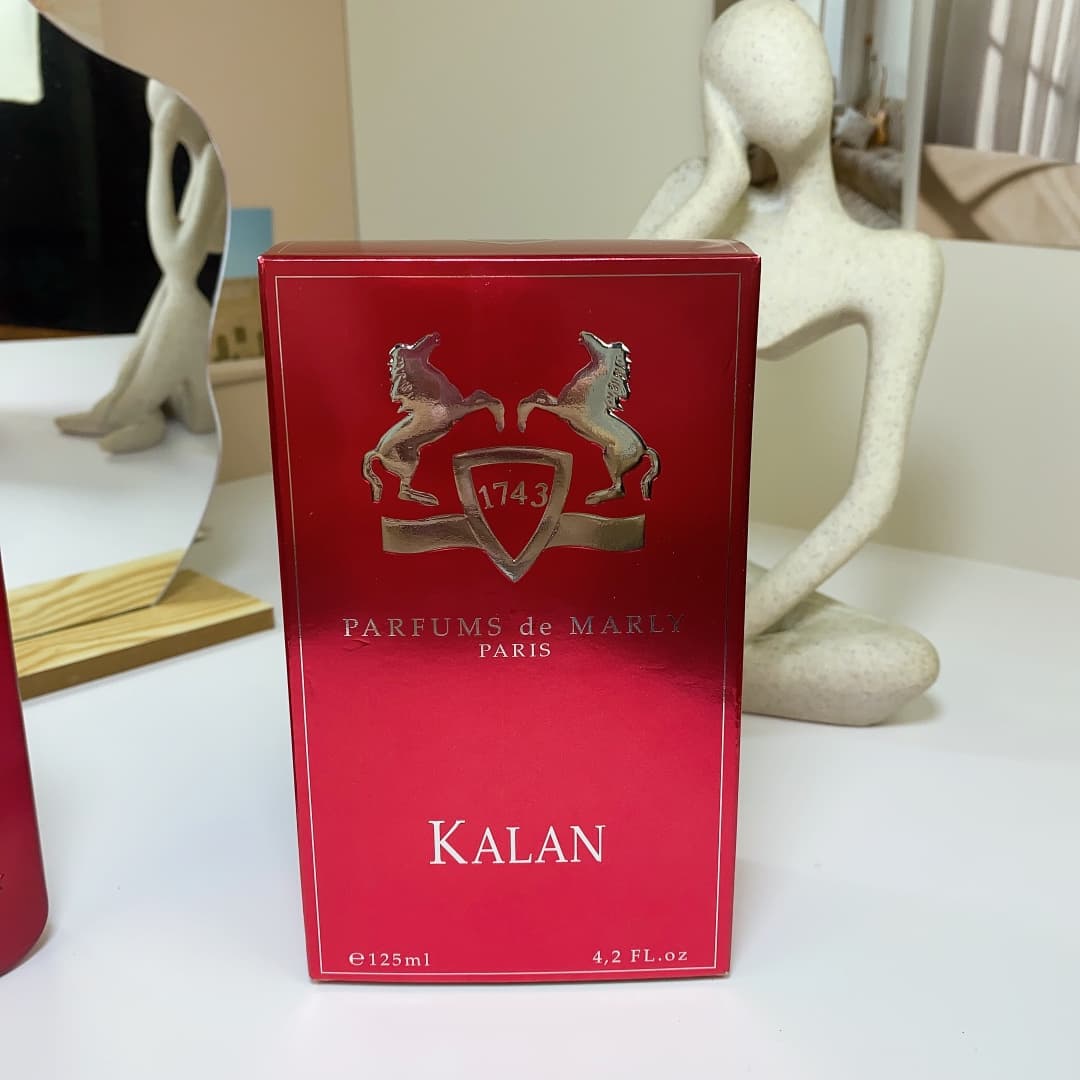 1743
PARFUMS de MARLY
PARIS
KALAN
℮125ml 4,2 FL.oz